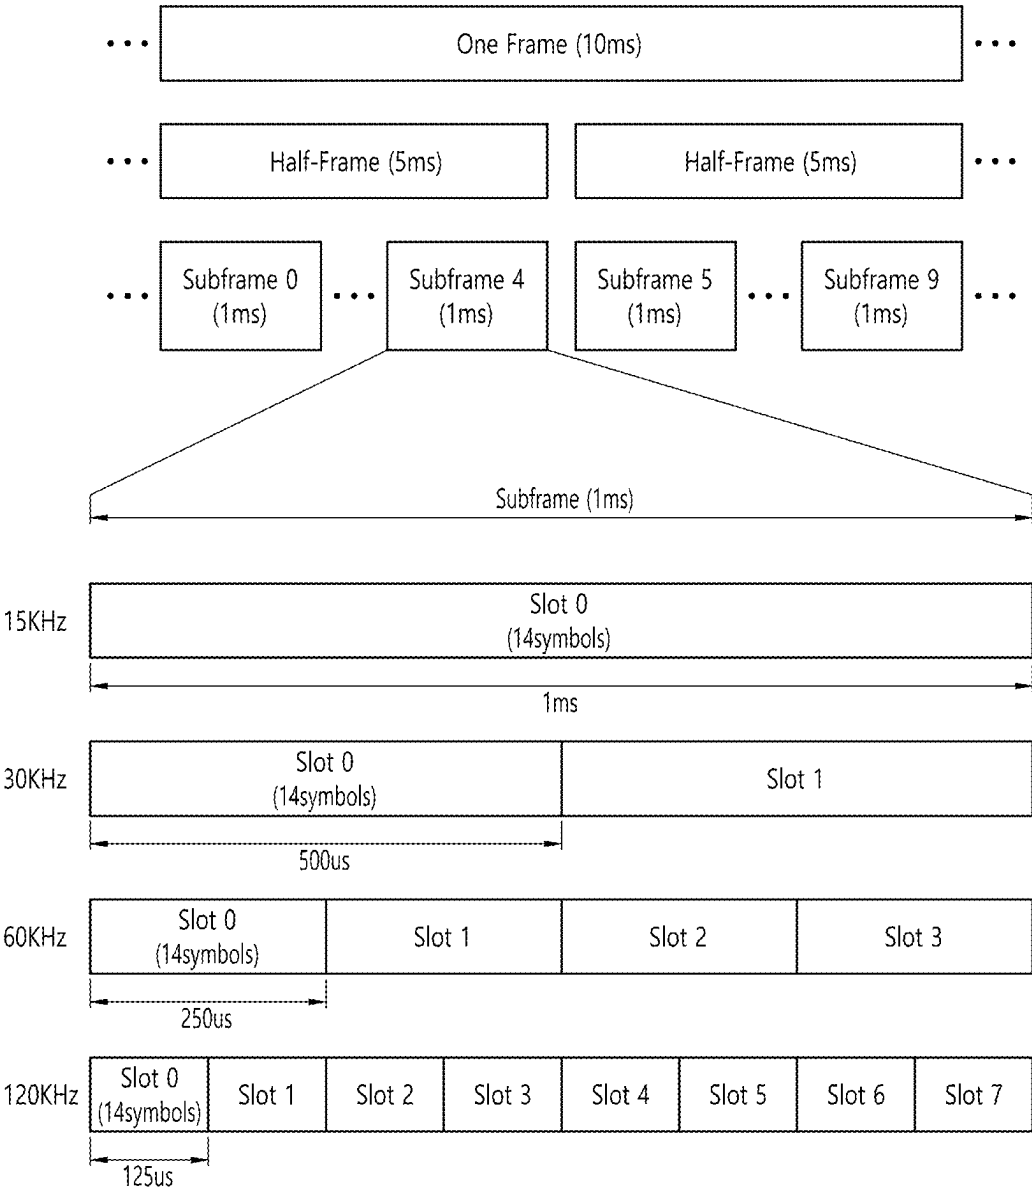 One Frame (10ms)
Half-Frame (5ms)
Half-Frame (5ms)
Subframe 0
(1ms)
Subframe 4
(1ms)
Subframe 5
(1ms)
Subframe 9
(1ms)
Subframe (1ms)
15KHz
Slot 0
(14symbols)
1ms
30KHz
Slot 0
(14symbols)
Slot 1
500us
60KHz
Slot 0
(14symbols)
Slot 1
Slot 2
Slot 3
250us
120KHz
Slot 0
(14symbols)
Slot 1
Slot 2
Slot 3
Slot 4
Slot 5
Slot 6
Slot 7
125us